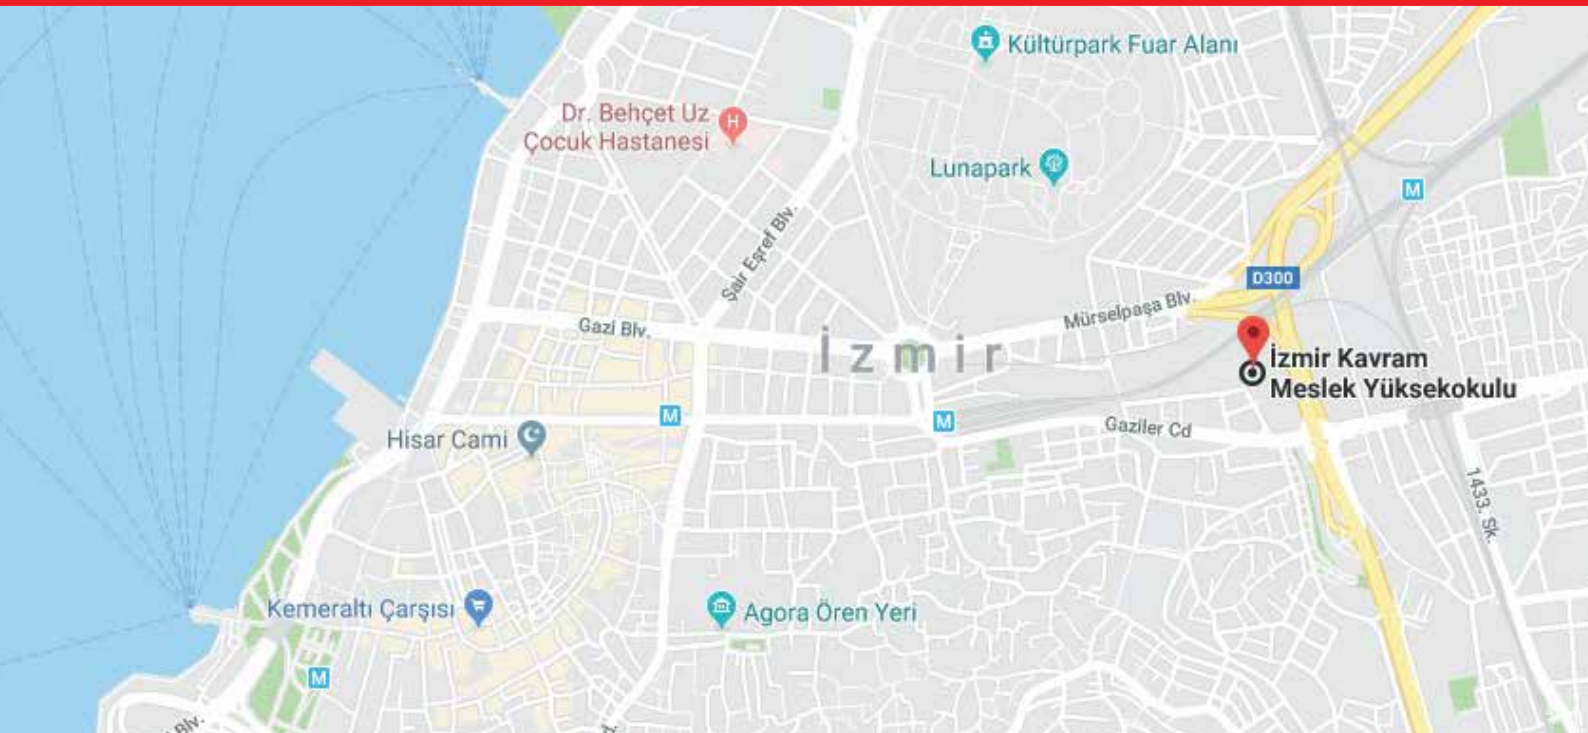 Kültürpark Fuar Alanı
Dr. Behçet Uz
Çocuk Hastanesi
H
Lunapark
M
Şair Eşref Blv.
D300
Mürselpaşa Blv.
Gazi Blv.
İzmir
İzmir Kavram
Meslek Yüksekokulu
M
M
Gaziler Cd
Hisar Cami
1433. Sk.
Kemeraltı Çarşısı
Agora Ören Yeri
M
Blv.